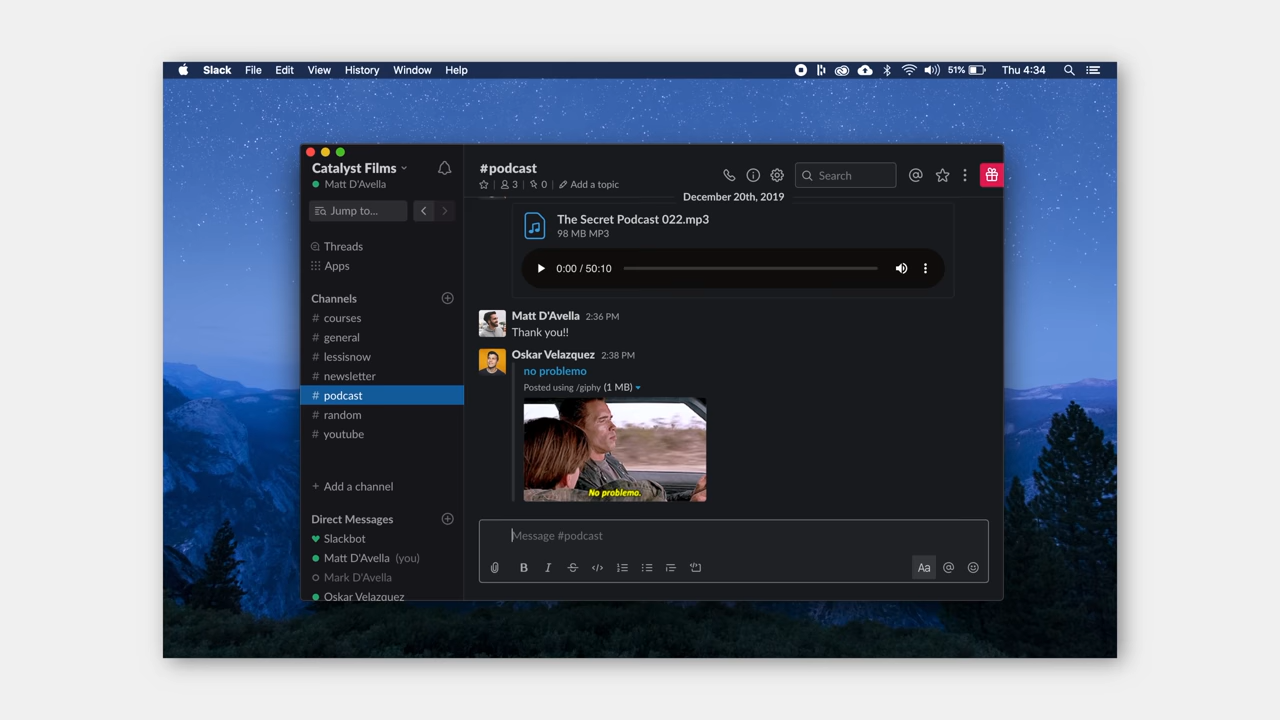 Slack File Edit View History Window Help 51% Thu 4:34
Catalyst Films
Matt D'Avella
Jump to...
Threads
Apps
Channels
# courses
# general
# lessisnow
# newsletter
# podcast
# random
# youtube
+ Add a channel
Direct Messages
Slackbot
Matt D'Avella (you)
Mark D'Avella
Oskar Velazquez
#podcast
3 | 0 | Add a topic
Search
December 20th, 2019
The Secret Podcast 022.mp3
98 MB MP3
0:00 / 50:10
Matt D'Avella 2:36 PM
Thank you!!
Oskar Velazquez 2:38 PM
no problemo
Posted using /giphy (1 MB)
No problemo.
Message #podcast
B I S </> Aa @